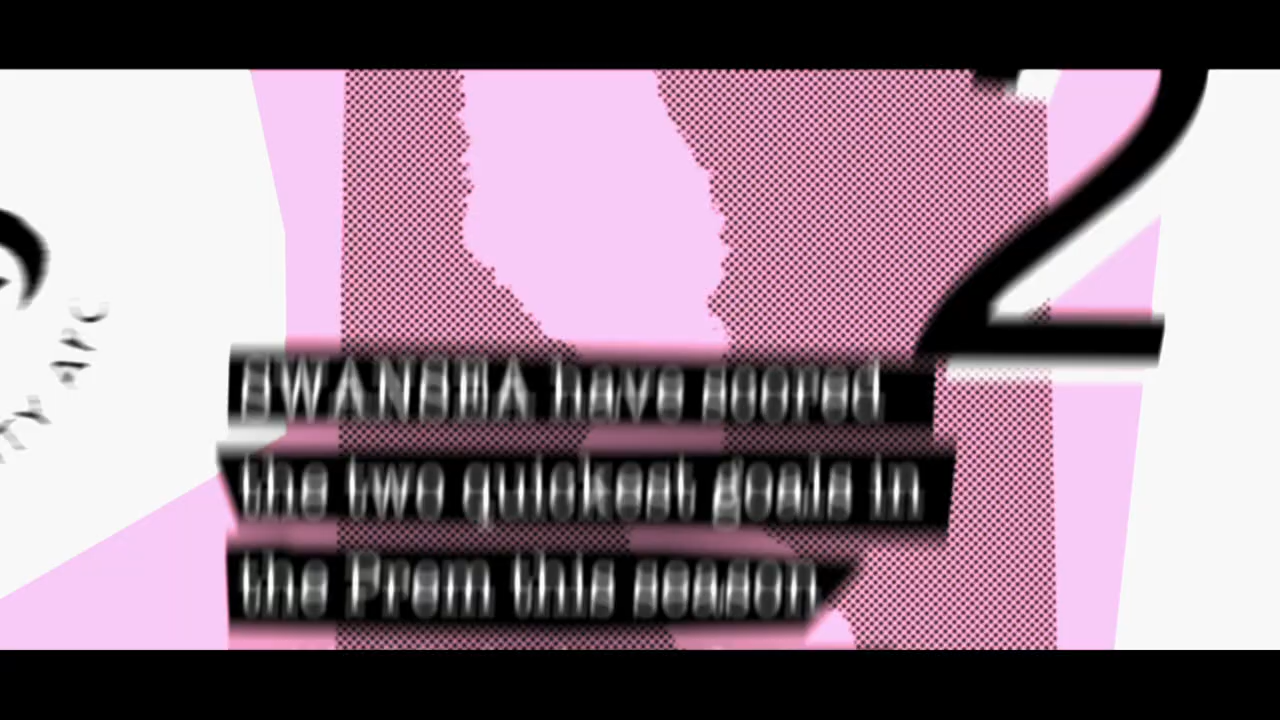 2
SWANSEA have scored
the two quickest goals in
the Prem this season